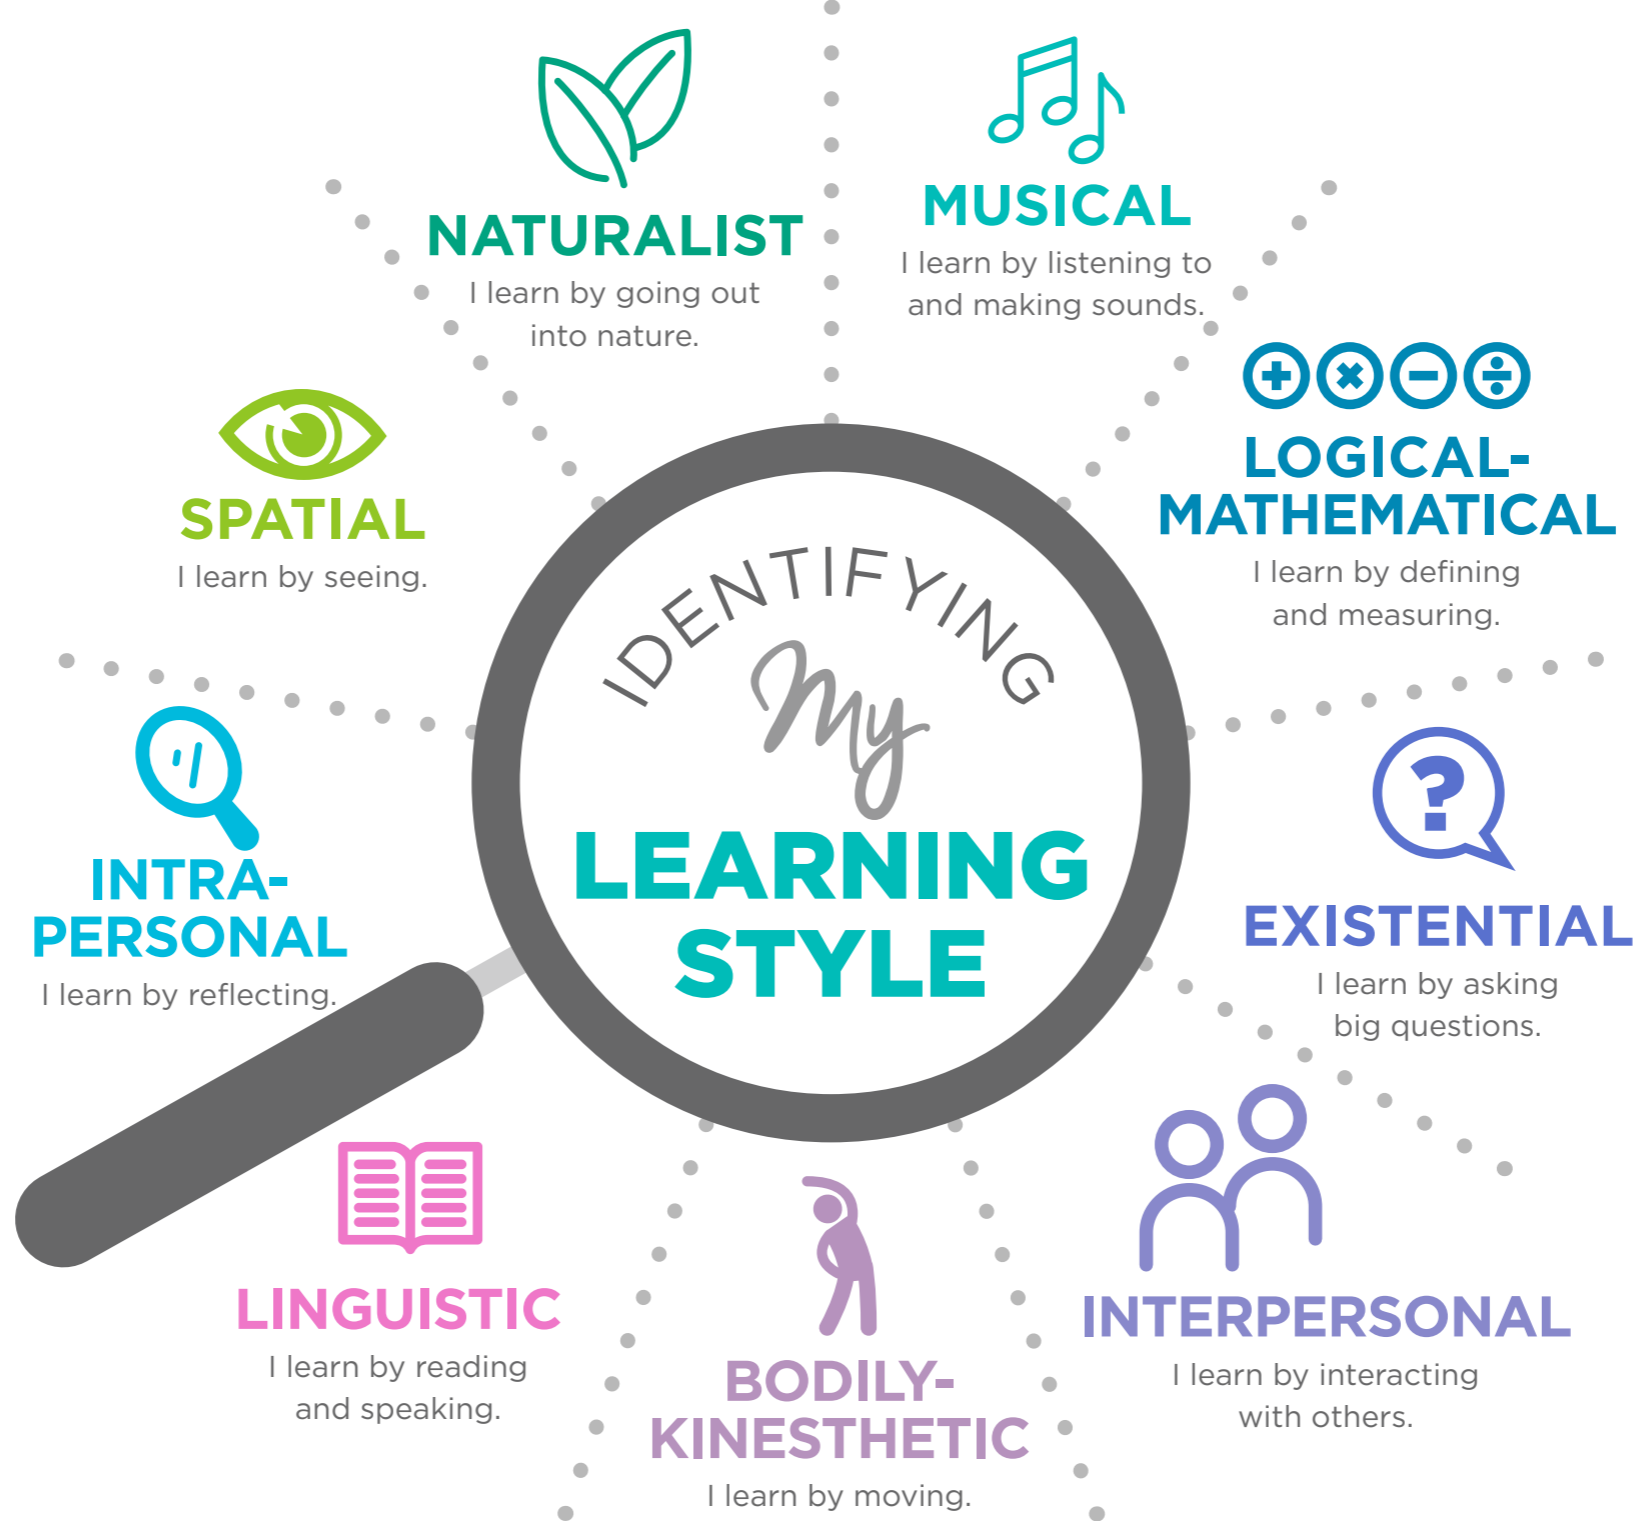 IDENTIFYING
My
LEARNING
STYLE
NATURALIST
I learn by going out
into nature.
MUSICAL
I learn by listening to
and making sounds.
LOGICAL-
MATHEMATICAL
I learn by defining
and measuring.
EXISTENTIAL
I learn by asking
big questions.
INTERPERSONAL
I learn by interacting
with others.
BODILY-
KINESTHETIC
I learn by moving.
LINGUISTIC
I learn by reading
and speaking.
INTRA-
PERSONAL
I learn by reflecting.
SPATIAL
I learn by seeing.